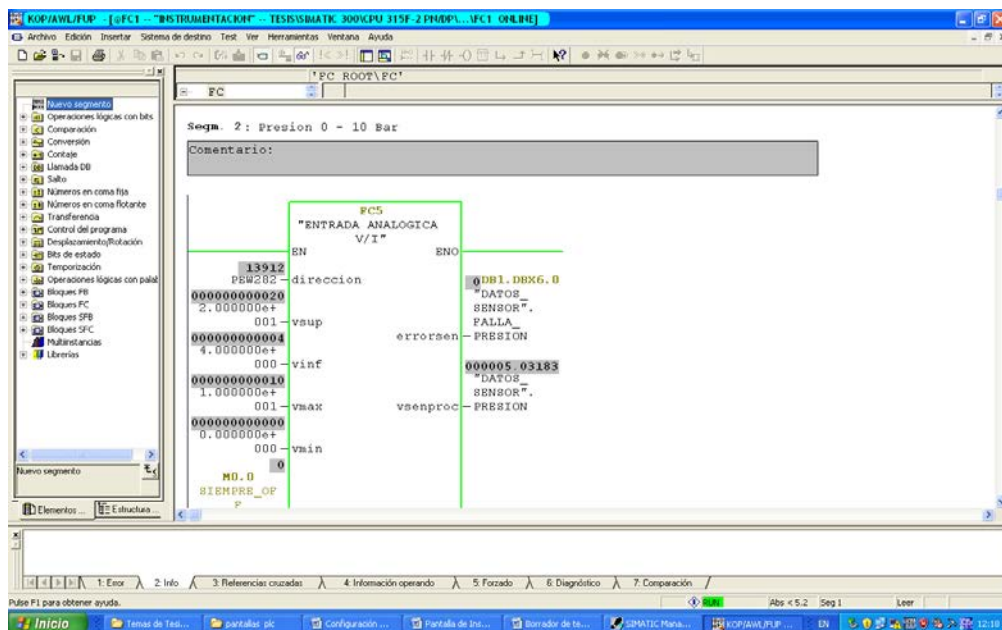 KOP/AWL/FUP - [@FC1 -- "INSTRUMENTACION" -- TESIS\SIMATIC 300\CPU 315F-2 PN/DP\...\FC1 ONLINE]
Archivo Edición Insertar Sistema de destino Test Ver Herramientas Ventana Ayuda
'FC ROOT\FC'
FC
Nuevo segmento
Operaciones lógicas con bits
Comparación
Conversión
Contaje
Llamada DB
Salto
Números en coma fija
Números en coma flotante
Transferencia
Control del programa
Desplazamiento/Rotación
Bits de estado
Temporización
Operaciones lógicas con palab
Bloques FB
Bloques FC
Bloques SFB
Bloques SFC
Multiinstancias
Librerías
Nuevo segmento
Elementos ...
Estructura ...
Segm. 2: Presion 0 - 10 Bar
Comentario:
FC5
"ENTRADA ANALOGICA
V/I"
EN ENO
13912
PEW282 direccion
000000000020
2.000000e+
001 vsup
000000000004
4.000000e+
000 vinf
000000000010
1.000000e+
001 vmax
000000000000
0.000000e+
000 vmin
0
M0.0
SIEMPRE_OF
F
0 DB1.DBX6.0
"DATOS_
SENSOR".
FALLA_
errorsen PRESION
000005.03183
"DATOS_
SENSOR".
vsenproc PRESION
1: Error 2: Info 3: Referencias cruzadas 4: Información operando 5: Forzado 6: Diagnóstico 7: Comparación
Pulse F1 para obtener ayuda.
RUN Abs < 5.2 Seg 1 Leer
Inicio Temas de Tesi... pantallas plc Configuración ... Pantalla de Ins... Borrador de te... SIMATIC Mana... KOP/AWL/FUP ... EN 12:18